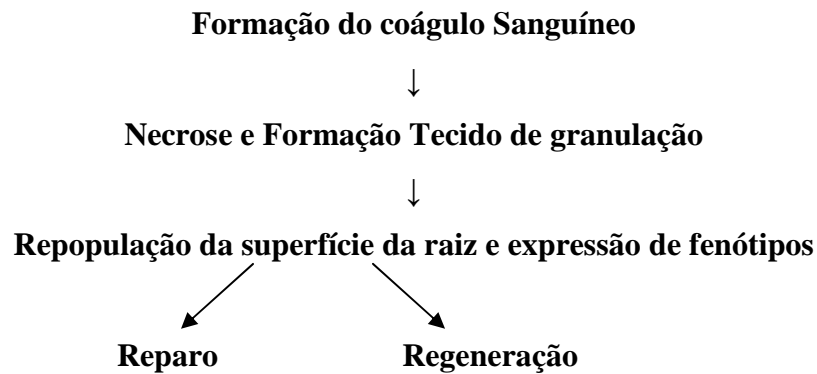 Formação do coágulo Sanguíneo
↓
Necrose e Formação Tecido de granulação
↓
Repopulação da superfície da raiz e expressão de fenótipos
Reparo Regeneração